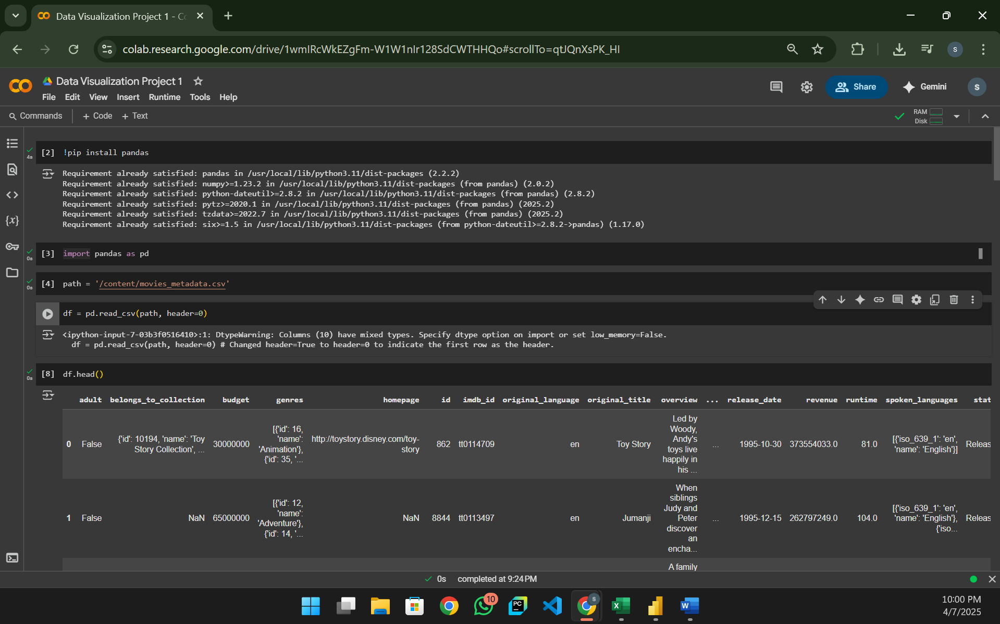 Data Visualization Project 1 - Co
colab.research.google.com/drive/1wmIRcWkEZgFm-W1W1nIr128SdCWTHHQo#scrollTo=qtJQnXsPK_HI
S
CO
Data Visualization Project 1
File Edit View Insert Runtime Tools Help
Share
Gemini
S
Commands + Code + Text
RAM
Disk
4s
[2] !pip install pandas
Requirement already satisfied: pandas in /usr/local/lib/python3.11/dist-packages (2.2.2)
Requirement already satisfied: numpy>=1.23.2 in /usr/local/lib/python3.11/dist-packages (from pandas) (2.0.2)
Requirement already satisfied: python-dateutil>=2.8.2 in /usr/local/lib/python3.11/dist-packages (from pandas) (2.8.2)
Requirement already satisfied: pytz>=2020.1 in /usr/local/lib/python3.11/dist-packages (from pandas) (2025.2)
Requirement already satisfied: tzdata>=2022.7 in /usr/local/lib/python3.11/dist-packages (from pandas) (2025.2)
Requirement already satisfied: six>=1.5 in /usr/local/lib/python3.11/dist-packages (from python-dateutil>=2.8.2->pandas) (1.17.0)
0s
[3] import pandas as pd
0s
[4] path = '/content/movies_metadata.csv'
df = pd.read_csv(path, header=0)
<ipython-input-7-03b3f0516410>:1: DtypeWarning: Columns (10) have mixed types. Specify dtype option on import or set low_memory=False.
df = pd.read_csv(path, header=0) # Changed header=True to header=0 to indicate the first row as the header.
0s
[8] df.head()
adult belongs_to_collection budget genres homepage id imdb_id original_language original_title overview ... release_date revenue runtime spoken_languages stat
0 False {'id': 10194, 'name': 'Toy Story Collection', ... 30000000 [{'id': 16, 'name': 'Animation'}, {'id': 35, '... http://toystory.disney.com/toy-story 862 tt0114709 en Toy Story Led by Woody, Andy's toys live happily in his ... ... 1995-10-30 373554033.0 81.0 [{'iso_639_1': 'en', 'name': 'English'}] Releas
1 False NaN 65000000 [{'id': 12, 'name': 'Adventure'}, {'id': 14, '... NaN 8844 tt0113497 en Jumanji When siblings Judy and Peter discover an encha... ... 1995-12-15 262797249.0 104.0 [{'iso_639_1': 'en', 'name': 'English'}, {'iso... Releas
A family
0s completed at 9:24 PM
10
PC
S
X
W
10:00 PM
4/7/2025